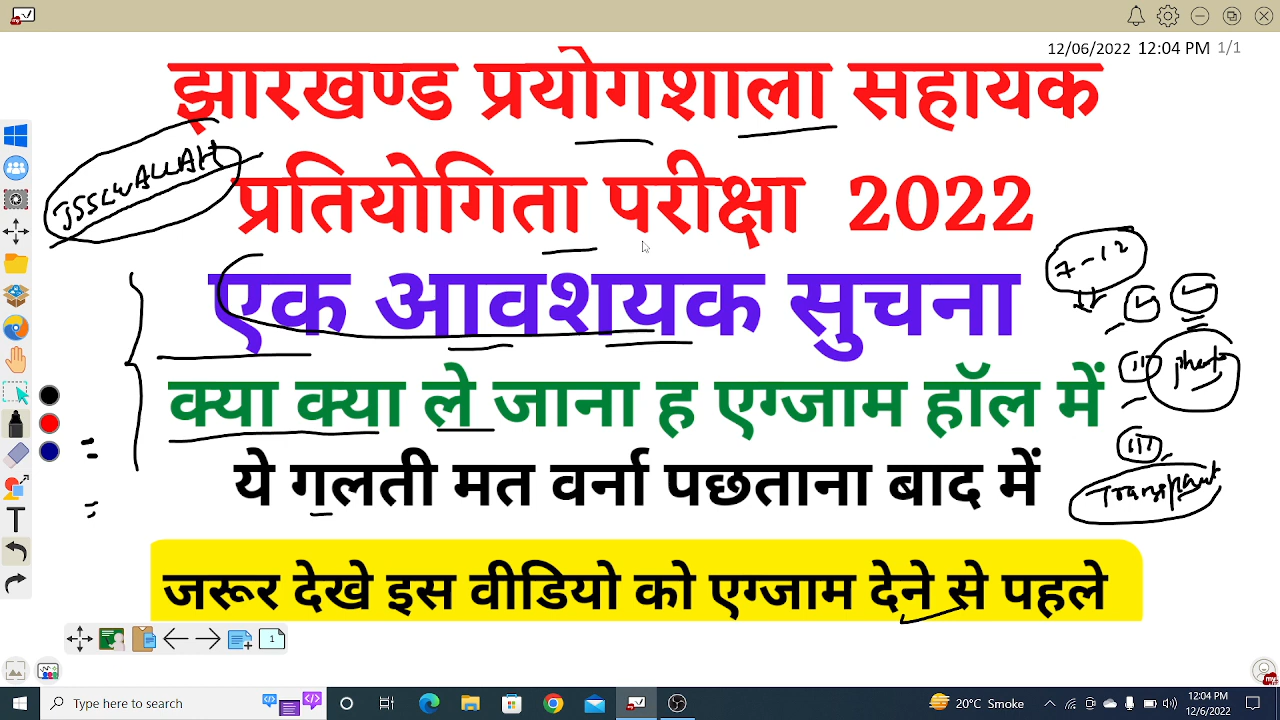 12/06/2022 12:04 PM 1/1
झारखण्ड प्रयोगशाला सहायक
JSSCWALLAH
प्रतियोगिता परीक्षा 2022
7-12
एक आवशयक सुचना
क्या क्या ले जाना ह एग्जाम हॉल में
photo
ये गलती मत वर्ना पछताना बाद में
Transparent
जरूर देखे इस वीडियो को एग्जाम देने से पहले
1
Type here to search
20°C Smoke
12:04 PM
12/6/2022